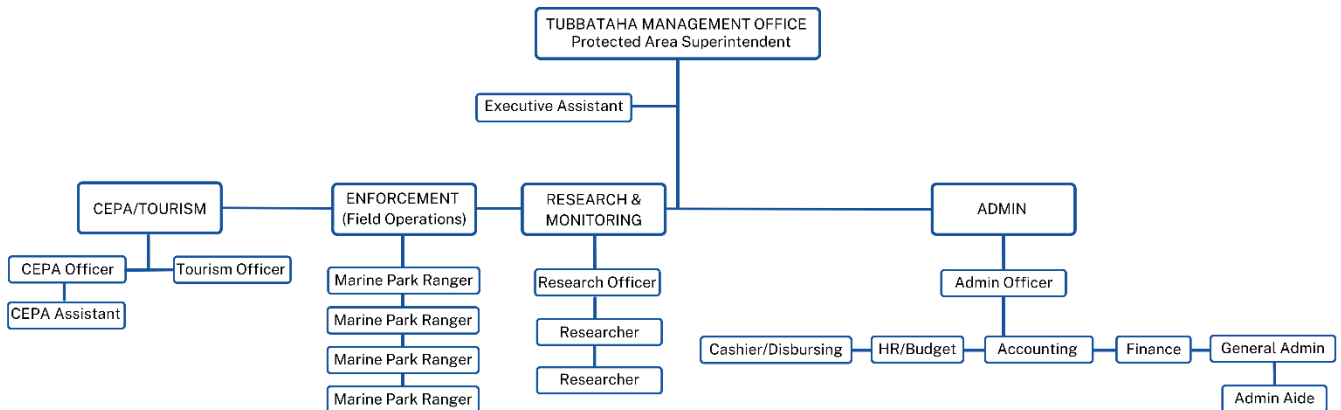 TUBBATAHA MANAGEMENT OFFICE
Protected Area Superintendent
Executive Assistant
CEPA/TOURISM
ENFORCEMENT
(Field Operations)
RESEARCH &
MONITORING
ADMIN
CEPA Officer
Tourism Officer
CEPA Assistant
Marine Park Ranger
Marine Park Ranger
Marine Park Ranger
Marine Park Ranger
Research Officer
Researcher
Researcher
Admin Officer
Cashier/Disbursing
HR/Budget
Accounting
Finance
General Admin
Admin Aide